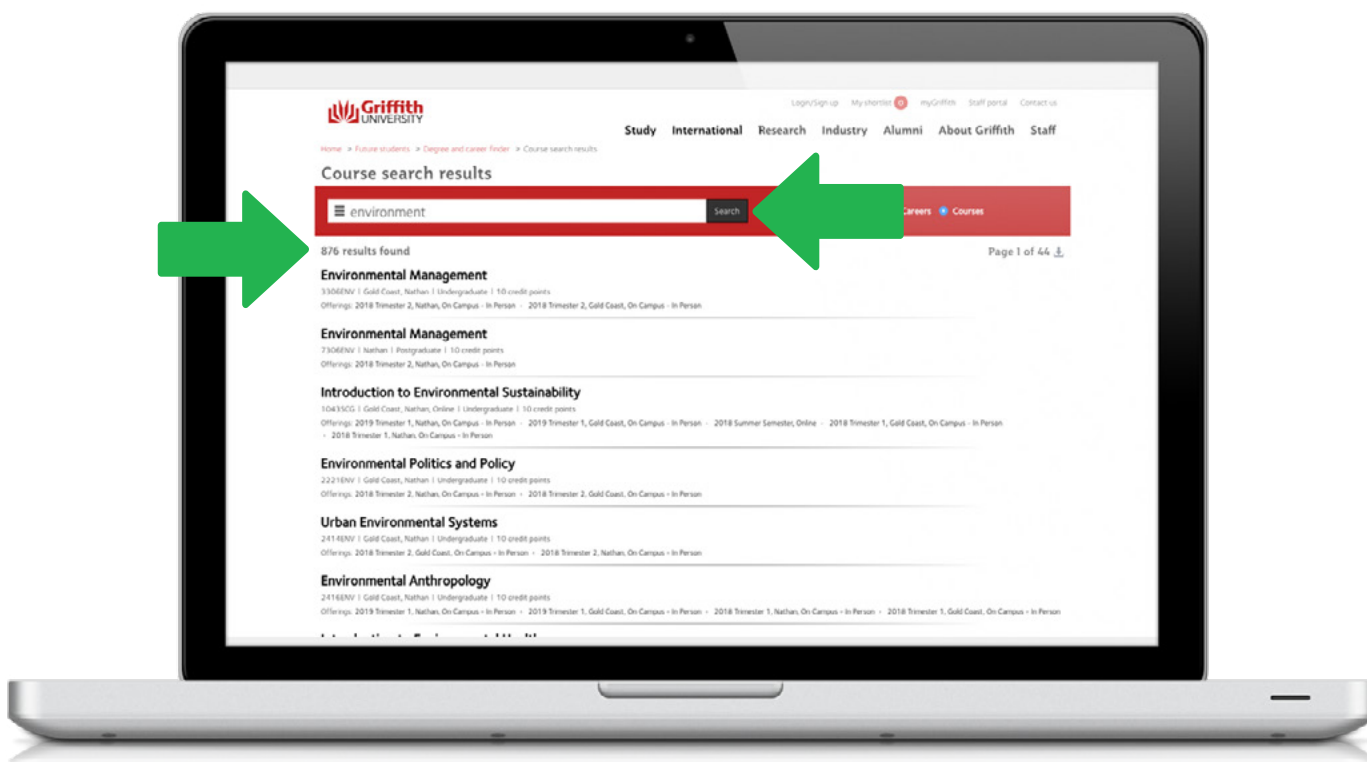 Griffith
UNIVERSITY
Login/Sign up My shortlist 0 myGriffith Staff portal Contact us
Study International Research Industry Alumni About Griffith Staff
Home > Future students > Degree and career finder > Course search results
Course search results
environment Search Careers Courses
876 results found Page 1 of 44
Environmental Management
3306ENV | Gold Coast, Nathan | Undergraduate | 10 credit points
Offerings: 2018 Trimester 2, Nathan, On Campus - In Person · 2018 Trimester 2, Gold Coast, On Campus - In Person
Environmental Management
7306ENV | Nathan | Postgraduate | 10 credit points
Offerings: 2018 Trimester 2, Nathan, On Campus - In Person
Introduction to Environmental Sustainability
1043SCG | Gold Coast, Nathan, Online | Undergraduate | 10 credit points
Offerings: 2019 Trimester 1, Nathan, On Campus - In Person · 2019 Trimester 1, Gold Coast, On Campus - In Person · 2018 Summer Semester, Online · 2018 Trimester 1, Gold Coast, On Campus - In Person
· 2018 Trimester 1, Nathan, On Campus - In Person
Environmental Politics and Policy
2221ENV | Gold Coast, Nathan | Undergraduate | 10 credit points
Offerings: 2018 Trimester 2, Nathan, On Campus - In Person · 2018 Trimester 2, Gold Coast, On Campus - In Person
Urban Environmental Systems
2414ENV | Gold Coast, Nathan | Undergraduate | 10 credit points
Offerings: 2018 Trimester 2, Gold Coast, On Campus - In Person · 2018 Trimester 2, Nathan, On Campus - In Person
Environmental Anthropology
2416ENV | Gold Coast, Nathan | Undergraduate | 10 credit points
Offerings: 2019 Trimester 1, Nathan, On Campus - In Person · 2019 Trimester 1, Gold Coast, On Campus - In Person · 2018 Trimester 1, Nathan, On Campus - In Person · 2018 Trimester 1, Gold Coast, On Campus - In Person